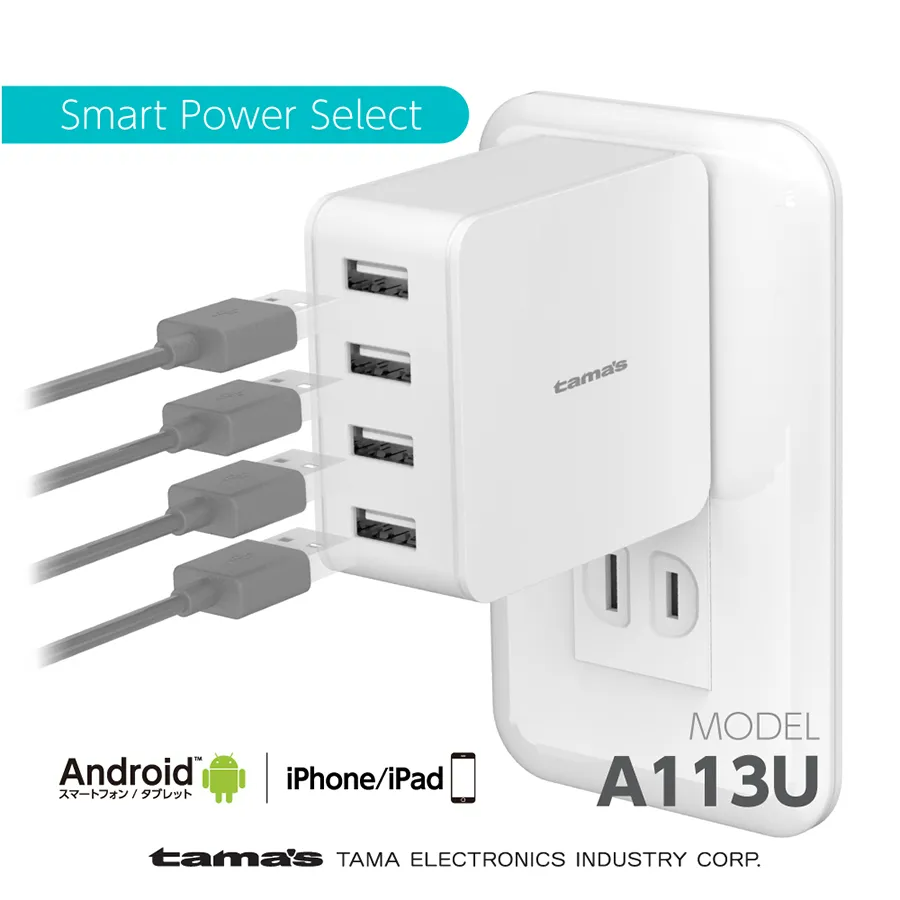 Smart Power Select
tama's
MODEL
A113U
Android™
スマートフォン / タブレット
iPhone/iPad
tama's TAMA ELECTRONICS INDUSTRY CORP.